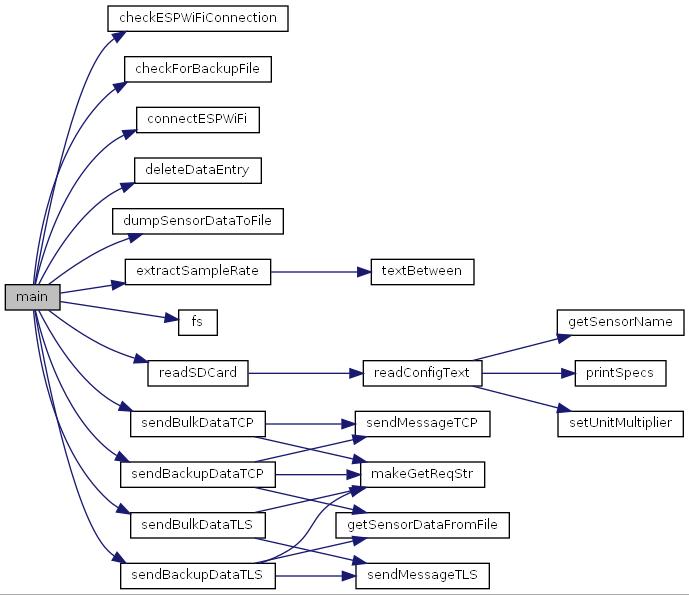 checkESPWiFiConnection
checkForBackupFile
connectESPWiFi
deleteDataEntry
dumpSensorDataToFile
extractSampleRate
textBetween
main
fs
getSensorName
readSDCard
readConfigText
printSpecs
setUnitMultiplier
sendBulkDataTCP
sendMessageTCP
sendBackupDataTCP
makeGetReqStr
sendBulkDataTLS
getSensorDataFromFile
sendBackupDataTLS
sendMessageTLS